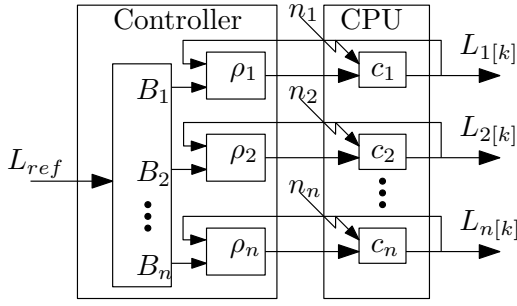 Controller
CPU
n_1
B_1
ρ_1
c_1
L_{1[k]}
n_2
L_{ref}
B_2
ρ_2
c_2
L_{2[k]}
n_n
B_n
ρ_n
c_n
L_{n[k]}